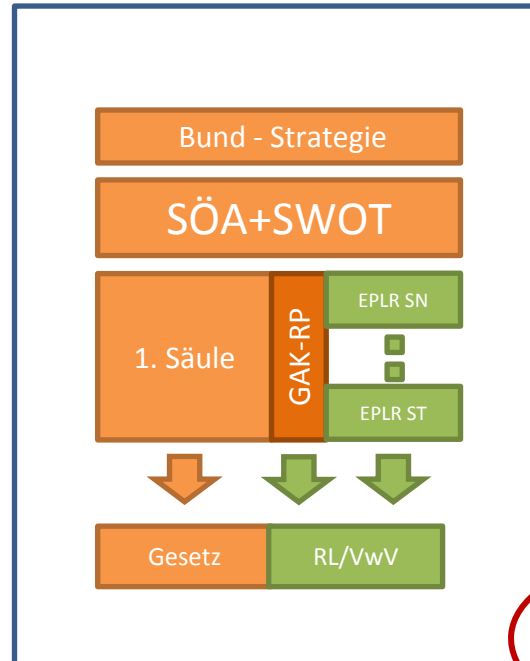 Bund - Strategie
SÖA+SWOT
1. Säule
GAK-RP
EPLR SN
EPLR ST
Gesetz
RL/VwV